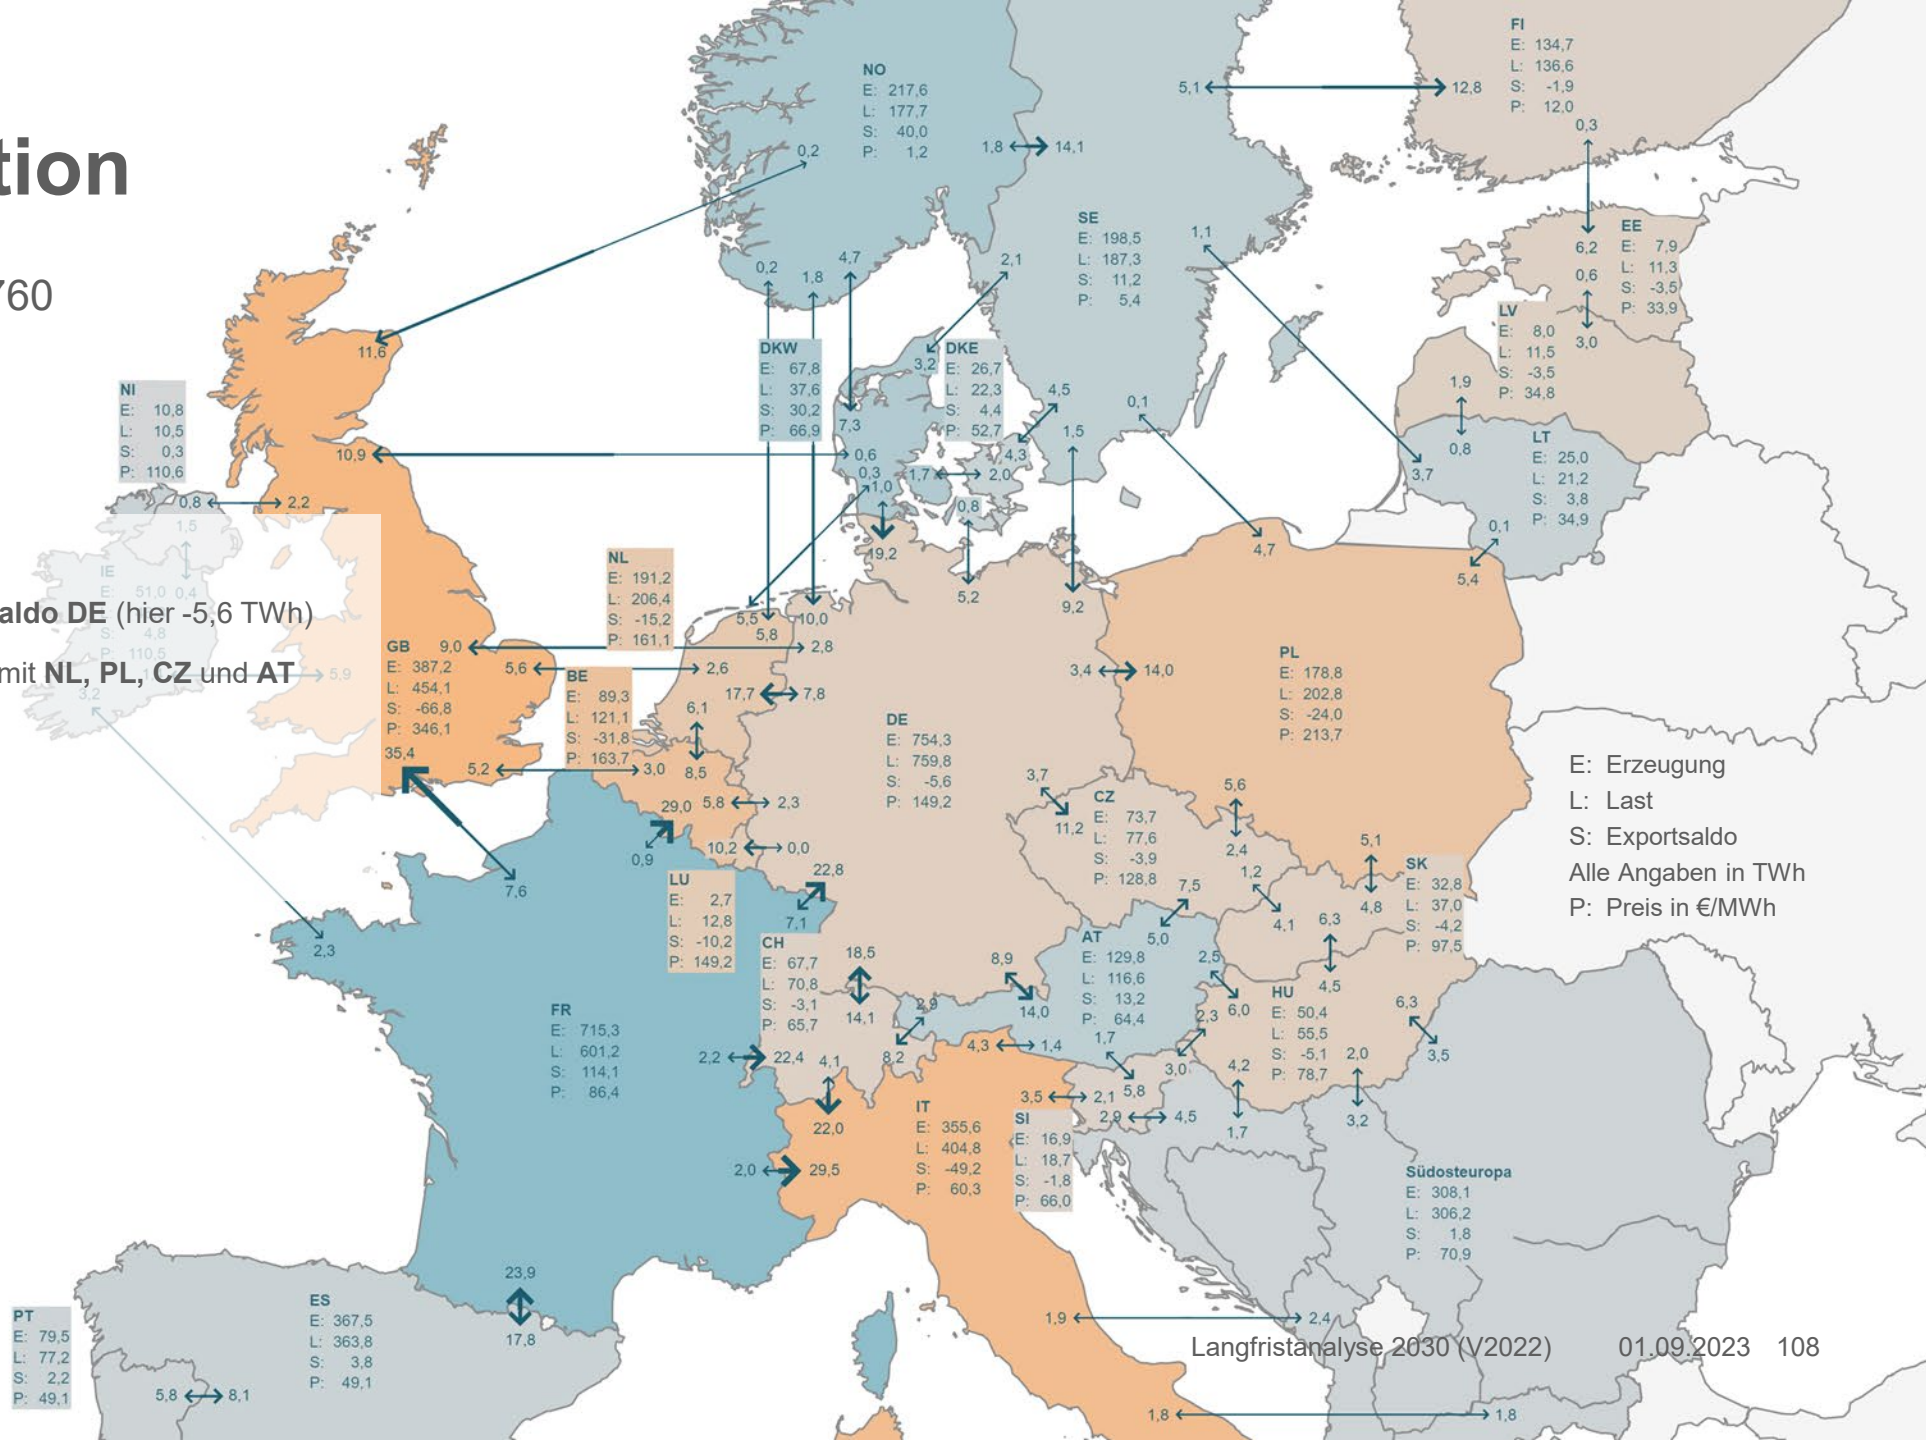 tion
760
saldo DE (hier -5,6 TWh)
mit NL, PL, CZ und AT
NO
E: 217,6
L: 177,7
S: 40,0
P: 1,2
FI
E: 134,7
L: 136,6
S: -1,9
P: 12,0
5,1
12,8
0,3
0,2
1,8
14,1
SE
E: 198,5
L: 187,3
S: 11,2
P: 5,4
1,1
EE
E: 7,9
L: 11,3
S: -3,5
P: 33,9
6,2
0,6
3,0
LV
E: 8,0
L: 11,5
S: -3,5
P: 34,8
1,9
0,8
LT
E: 25,0
L: 21,2
S: 3,8
P: 34,9
3,7
0,1
5,4
0,2
1,8
4,7
2,1
11,6
DKW
E: 67,8
L: 37,6
S: 30,2
P: 66,9
3,2
DKE
E: 26,7
L: 22,3
S: 4,4
P: 52,7
7,3
4,5
4,3
1,5
0,1
4,7
NI
E: 10,8
L: 10,5
S: 0,3
P: 110,6
10,9
0,6
0,3
1,0
1,7
2,0
0,8
0,8
2,2
1,5
0,4
19,2
5,2
9,2
IE
E: 51,0
S: 4,8
P: 110,5
5,9
3,2
NL
E: 191,2
L: 206,4
S: -15,2
P: 161,1
5,5
5,8
10,0
GB
E: 387,2
L: 454,1
S: -66,8
P: 346,1
9,0
2,8
5,6
2,6
BE
E: 89,3
L: 121,1
S: -31,8
P: 163,7
17,7
7,8
6,1
8,5
3,4
14,0
PL
E: 178,8
L: 202,8
S: -24,0
P: 213,7
DE
E: 754,3
L: 759,8
S: -5,6
P: 149,2
35,4
5,2
3,0
7,6
29,0
0,9
5,8
2,3
10,2
0,0
LU
E: 2,7
L: 12,8
S: -10,2
P: 149,2
22,8
7,1
3,7
11,2
CZ
E: 73,7
L: 77,6
S: -3,9
P: 128,8
5,6
2,4
1,2
4,1
5,1
4,8
SK
E: 32,8
L: 37,0
S: -4,2
P: 97,5
E: Erzeugung
L: Last
S: Exportsaldo
Alle Angaben in TWh
P: Preis in €/MWh
2,3
7,5
5,0
CH
E: 67,7
L: 70,8
S: -3,1
P: 65,7
18,5
14,1
8,9
14,0
AT
E: 129,8
L: 116,6
S: 13,2
P: 64,4
2,5
6,0
6,3
4,5
HU
E: 50,4
L: 55,5
S: -5,1
P: 78,7
6,3
3,5
FR
E: 715,3
L: 601,2
S: 114,1
P: 86,4
2,9
8,2
2,2
22,4
4,1
22,0
4,3
1,4
1,7
5,8
2,3
3,0
4,2
1,7
2,0
3,2
3,5
2,1
2,9
4,5
IT
E: 355,6
L: 404,8
S: -49,2
P: 60,3
SI
E: 16,9
L: 18,7
S: -1,8
P: 66,0
2,0
29,5
Südosteuropa
E: 308,1
L: 306,2
S: 1,8
P: 70,9
23,9
17,8
PT
E: 79,5
L: 77,2
S: 2,2
P: 49,1
ES
E: 367,5
L: 363,8
S: 3,8
P: 49,1
5,8
8,1
1,9
2,4
1,8
1,8
Langfristanalyse 2030 (V2022) 01.09.2023 108